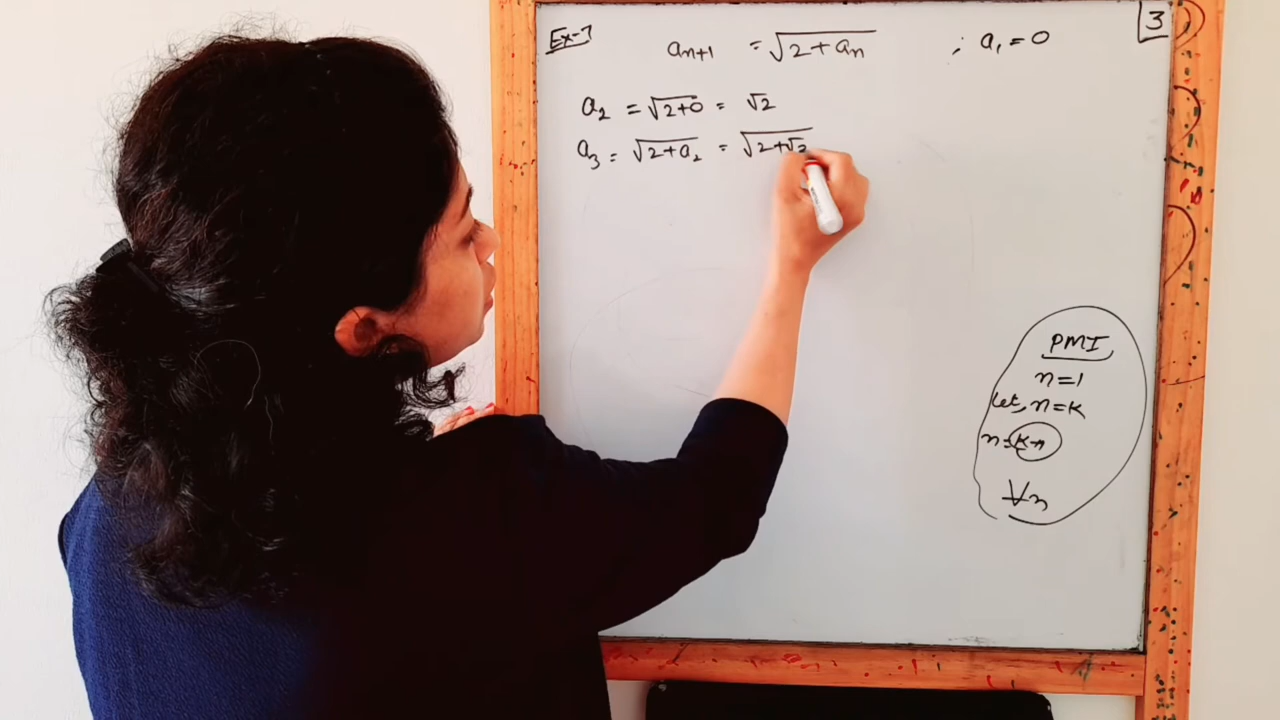 Ex-7 aₙ₊₁ = √(2+aₙ) ; a₁ = 0 3
a₂ = √(2+0) = √2
a₃ = √(2+a₂) = √(2+√2)
PMI
n=1
let, n=k
n=k+1
∀n